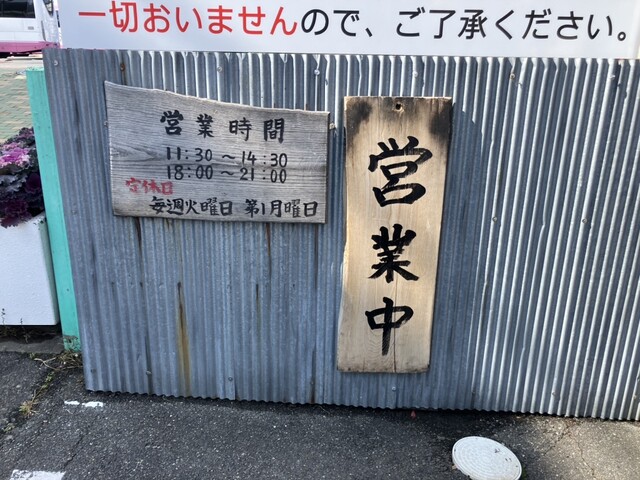 一切おいませんので、ご了承ください。
営業時間
11:30～14:30
18:00～21:00
定休日
毎週火曜日 第1月曜日
営業中